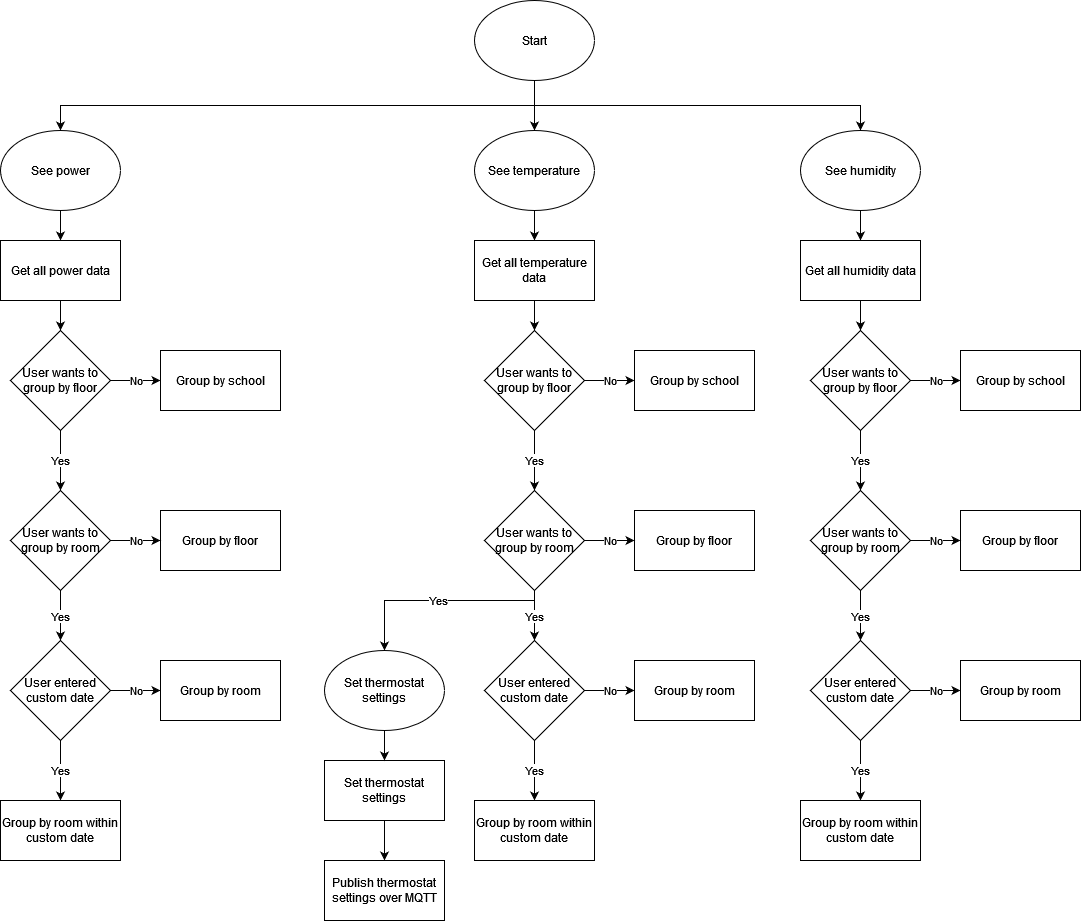 Start
See power
See temperature
See humidity
Get all power data
Get all temperature
data
Get all humidity data
User wants to
group by floor
No
Group by school
User wants to
group by floor
No
Group by school
User wants to
group by floor
No
Group by school
Yes
Yes
Yes
User wants to
group by room
No
Group by floor
User wants to
group by room
No
Group by floor
User wants to
group by room
No
Group by floor
Yes
Yes
Yes
Yes
User entered
custom date
No
Group by room
Set thermostat
settings
User entered
custom date
No
Group by room
User entered
custom date
No
Group by room
Yes
Yes
Yes
Group by room within
custom date
Set thermostat
settings
Group by room within
custom date
Group by room within
custom date
Publish thermostat
settings over MQTT